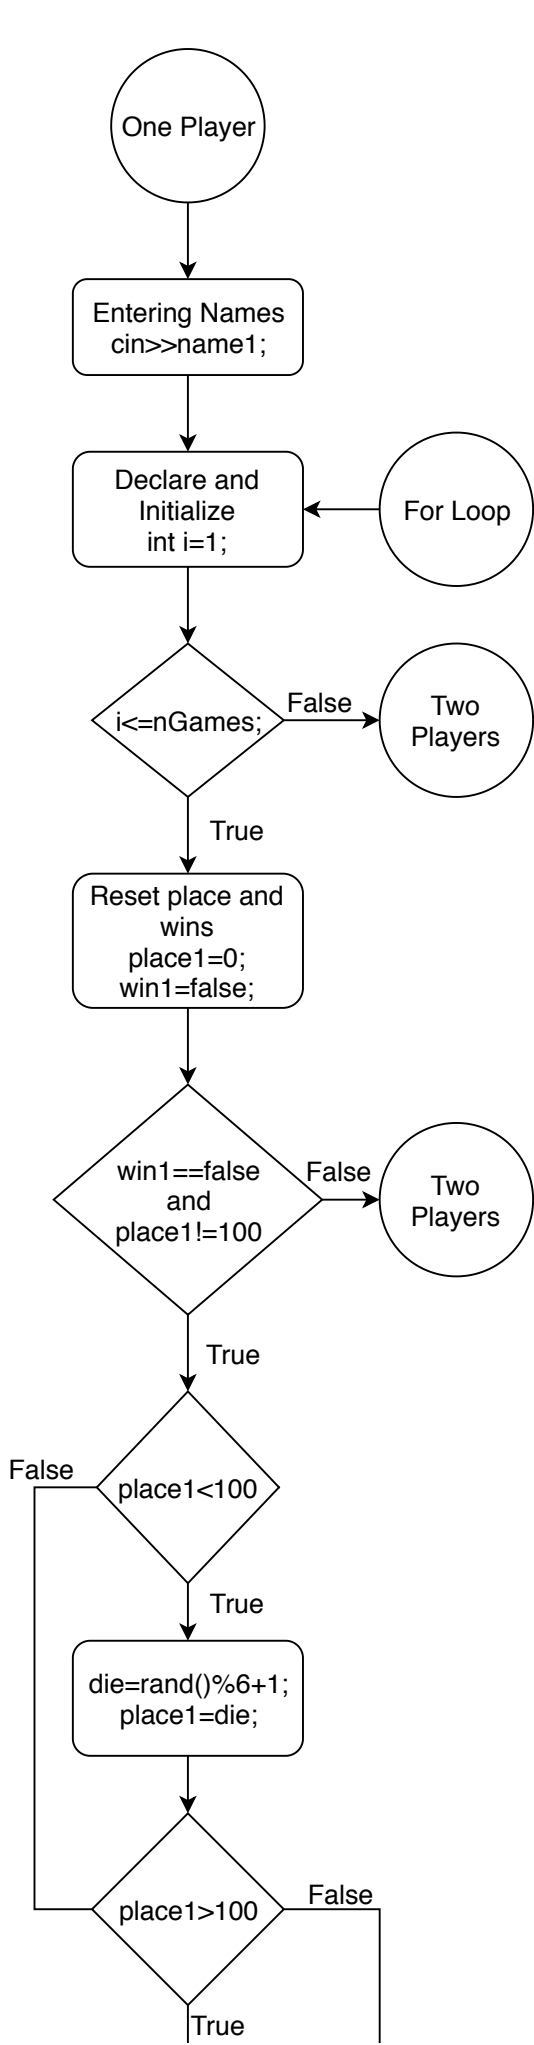 One Player
Entering Names
cin>>name1;
Declare and
Initialize
int i=1;
For Loop
i<=nGames;
False
Two
Players
True
Reset place and
wins
place1=0;
win1=false;
win1==false
and
place1!=100
False
Two
Players
True
False
place1<100
True
die=rand()%6+1;
place1=die;
place1>100
False
True